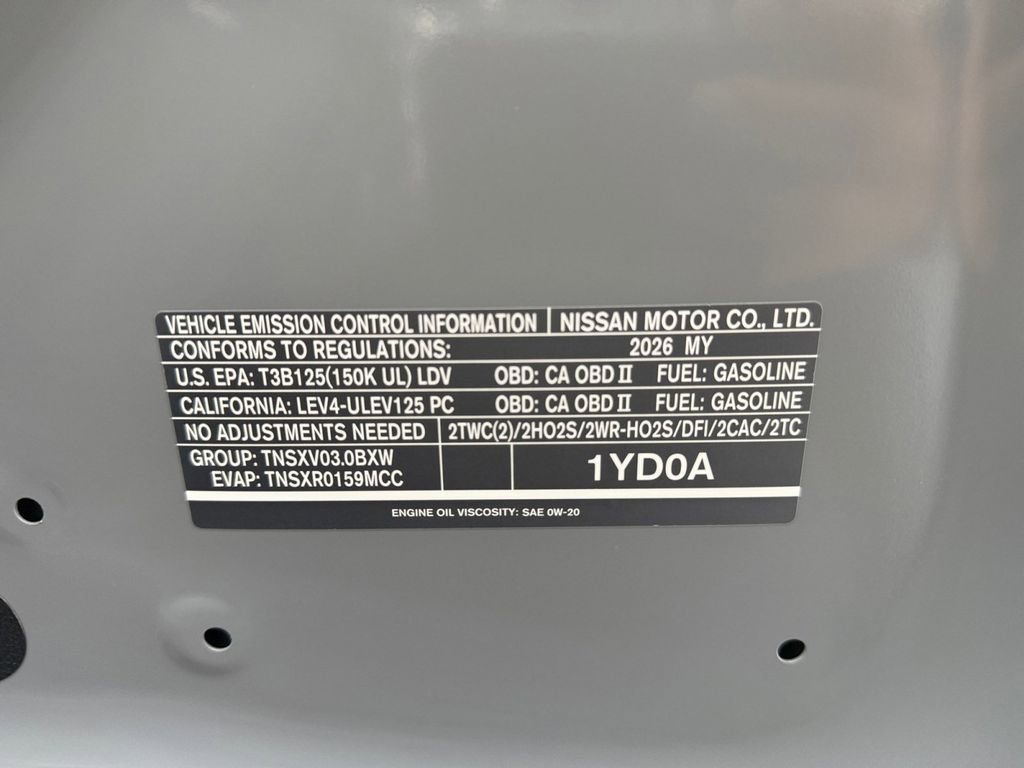 VEHICLE EMISSION CONTROL INFORMATION NISSAN MOTOR CO., LTD.
CONFORMS TO REGULATIONS: 2026 MY
U.S. EPA: T3B125(150K UL) LDV OBD: CA OBD II FUEL: GASOLINE
CALIFORNIA: LEV4-ULEV125 PC OBD: CA OBD II FUEL: GASOLINE
NO ADJUSTMENTS NEEDED 2TWC(2)/2HO2S/2WR-HO2S/DFI/2CAC/2TC
GROUP: TNSXV03.0BXW
EVAP: TNSXR0159MCC
1YD0A
ENGINE OIL VISCOSITY: SAE 0W-20